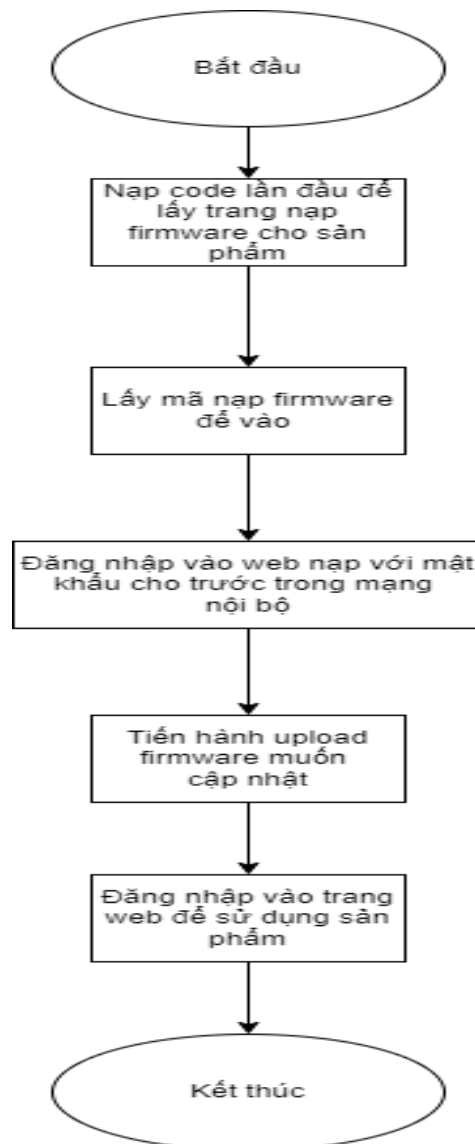 Bắt đầu
Nạp code lần đầu để
lấy trang nạp
firmware cho sản
phẩm
Lấy mã nạp firmware
để vào
Đăng nhập vào web nạp với mật
khẩu cho trước trong mạng
nội bộ
Tiến hành upload
firmware muốn
cập nhật
Đăng nhập vào trang
web để sử dụng sản
phẩm
Kết thúc